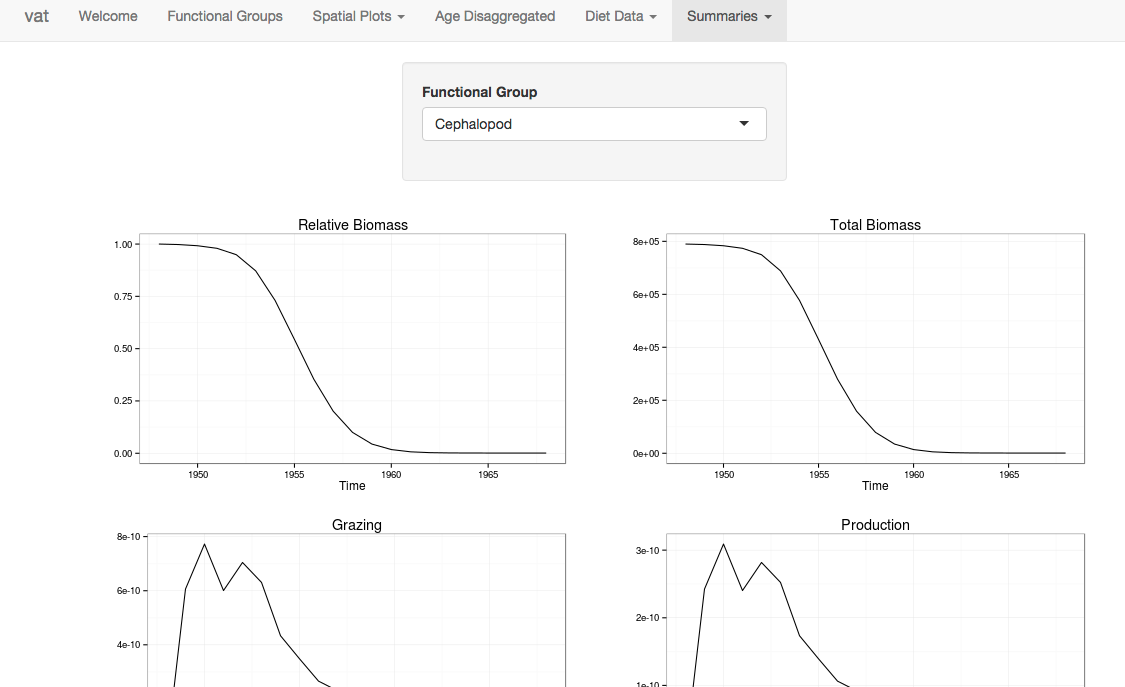 vat Welcome Functional Groups Spatial Plots Age Disaggregated Diet Data Summaries
Functional Group
Cephalopod
Relative Biomass
1.00
0.75
0.50
0.25
0.00
1950 1955 1960 1965
Time
Total Biomass
8e+05
6e+05
4e+05
2e+05
0e+00
1950 1955 1960 1965
Time
Grazing
8e-10
6e-10
4e-10
Production
3e-10
2e-10
1e-10